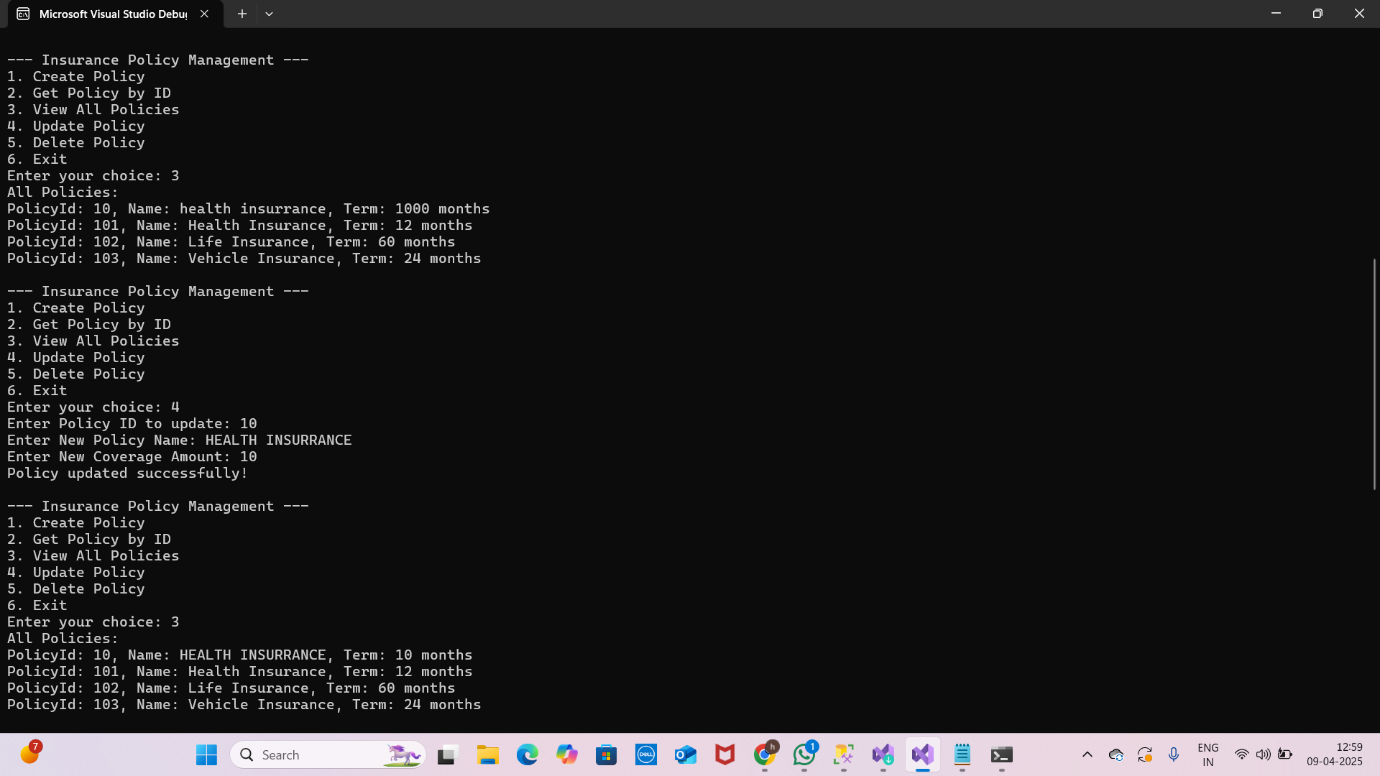 Microsoft Visual Studio Debug
--- Insurance Policy Management ---
1. Create Policy
2. Get Policy by ID
3. View All Policies
4. Update Policy
5. Delete Policy
6. Exit
Enter your choice: 3
All Policies:
PolicyId: 10, Name: health insurrance, Term: 1000 months
PolicyId: 101, Name: Health Insurance, Term: 12 months
PolicyId: 102, Name: Life Insurance, Term: 60 months
PolicyId: 103, Name: Vehicle Insurance, Term: 24 months
--- Insurance Policy Management ---
1. Create Policy
2. Get Policy by ID
3. View All Policies
4. Update Policy
5. Delete Policy
6. Exit
Enter your choice: 4
Enter Policy ID to update: 10
Enter New Policy Name: HEALTH INSURRANCE
Enter New Coverage Amount: 10
Policy updated successfully!
--- Insurance Policy Management ---
1. Create Policy
2. Get Policy by ID
3. View All Policies
4. Update Policy
5. Delete Policy
6. Exit
Enter your choice: 3
All Policies:
PolicyId: 10, Name: HEALTH INSURRANCE, Term: 10 months
PolicyId: 101, Name: Health Insurance, Term: 12 months
PolicyId: 102, Name: Life Insurance, Term: 60 months
PolicyId: 103, Name: Vehicle Insurance, Term: 24 months
7
Search
DELL
h
1
ENG
IN
12:59
09-04-2025